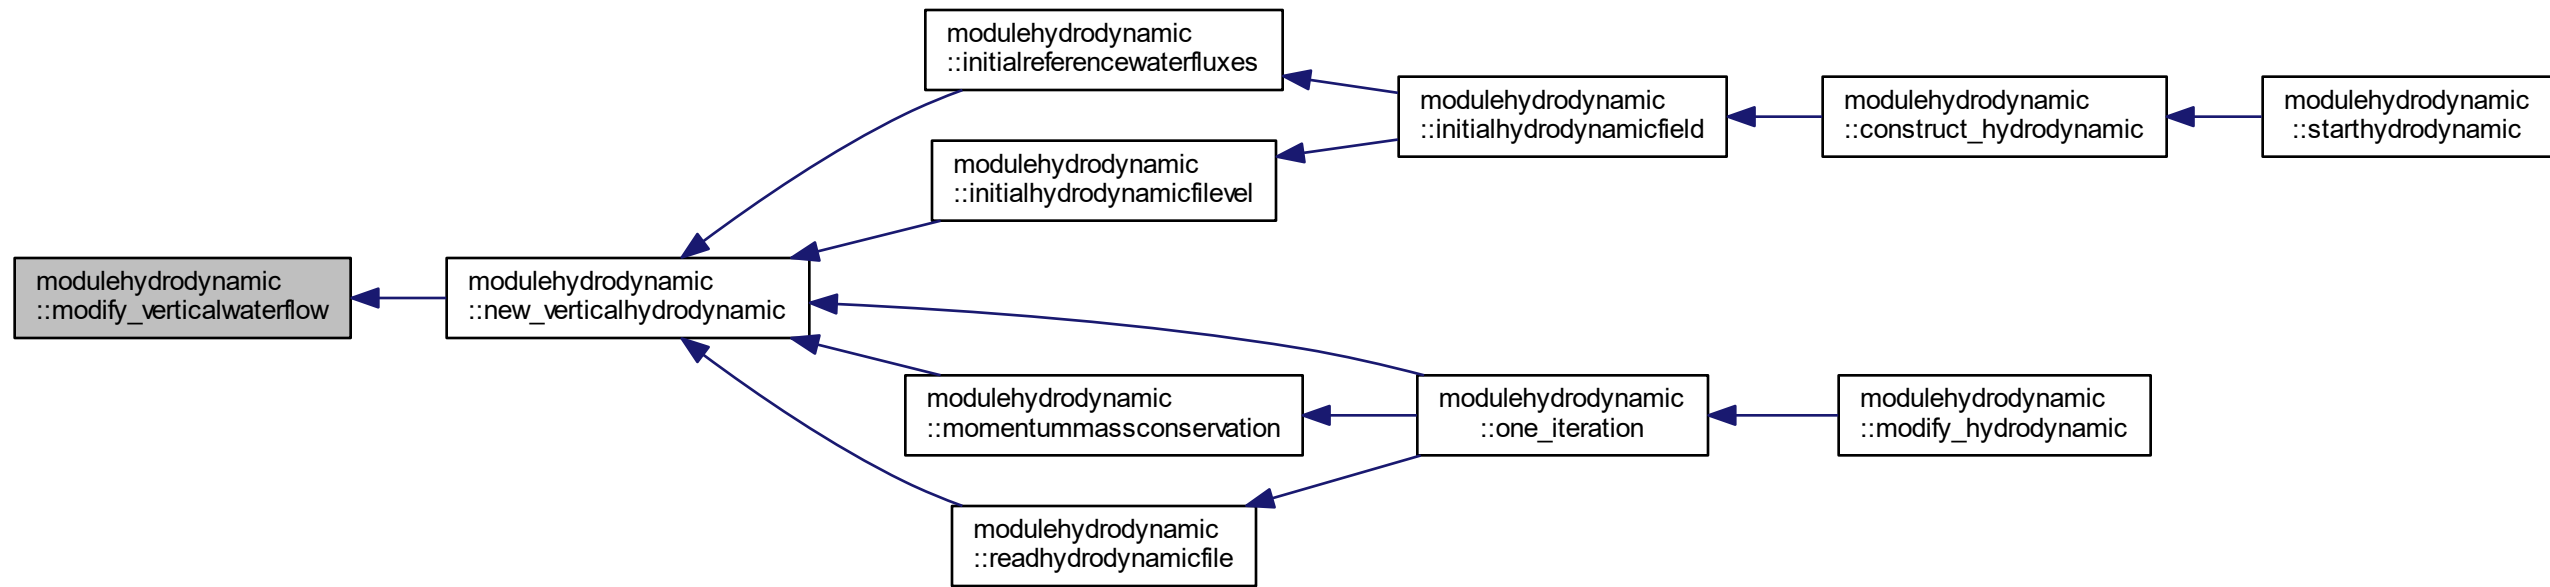 modulehydrodynamic
::initialreferencewaterfluxes
modulehydrodynamic
::initialhydrodynamicfield
modulehydrodynamic
::construct_hydrodynamic
modulehydrodynamic
::starthydrodynamic
modulehydrodynamic
::initialhydrodynamicfilevel
modulehydrodynamic
::modify_verticalwaterflow
modulehydrodynamic
::new_verticalhydrodynamic
modulehydrodynamic
::momentummassconservation
modulehydrodynamic
::one_iteration
modulehydrodynamic
::modify_hydrodynamic
modulehydrodynamic
::readhydrodynamicfile